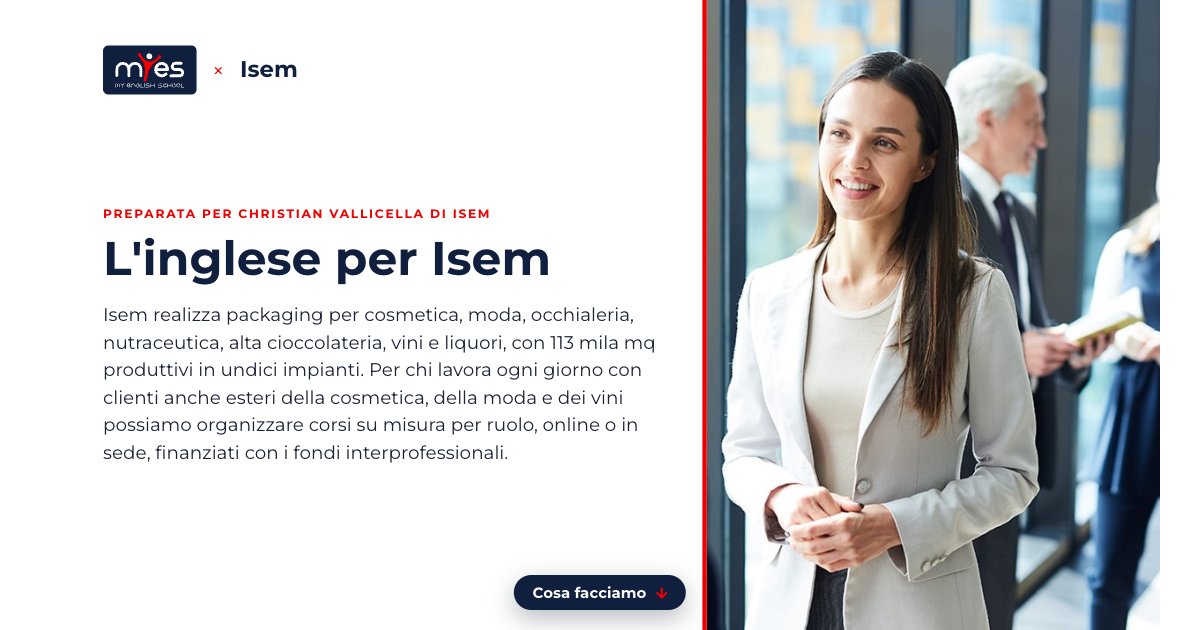 myes
MY ENGLISH SCHOOL
× Isem
PREPARATA PER CHRISTIAN VALLICELLA DI ISEM
L'inglese per Isem
Isem realizza packaging per cosmetica, moda, occhialeria,
nutraceutica, alta cioccolateria, vini e liquori, con 113 mila mq
produttivi in undici impianti. Per chi lavora ogni giorno con
clienti anche esteri della cosmetica, della moda e dei vini
possiamo organizzare corsi su misura per ruolo, online o in
sede, finanziati con i fondi interprofessionali.
Cosa facciamo ↓